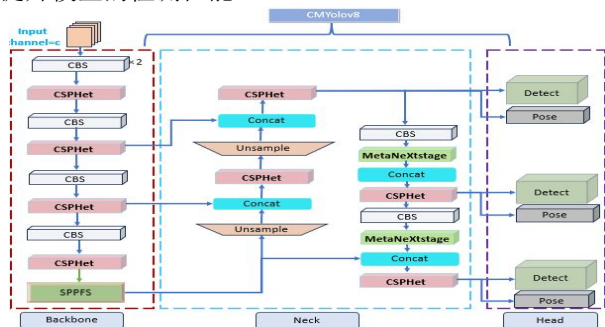 CMYolov8
Input
channel=c
CBS
×2
CSPHet
CBS
CSPHet
CBS
CSPHet
CBS
CSPHet
SPPFS
Backbone
CSPHet
Concat
Unsample
CSPHet
Concat
Unsample
CBS
MetaNeXtstage
Concat
CSPHet
CBS
MetaNeXtstage
Concat
CSPHet
Neck
Detect
Pose
Detect
Pose
Detect
Pose
Head